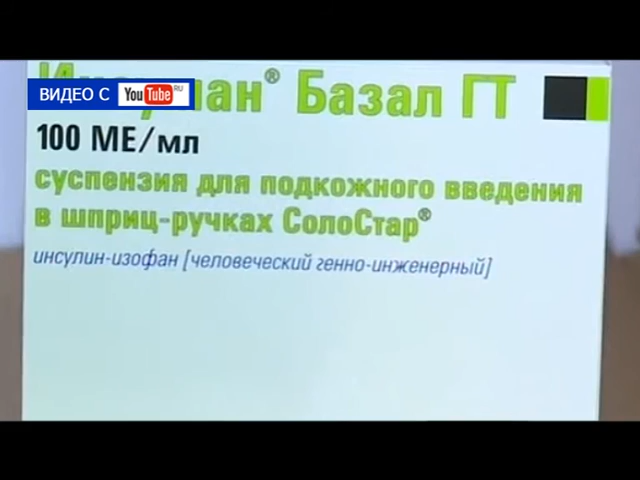 ВИДЕО С YouTube RU
® Базал ГТ
100 МЕ/мл
суспензия для подкожного введения
в шприц-ручках СолоСтар®
инсулин-изофан [человеческий генно-инженерный]